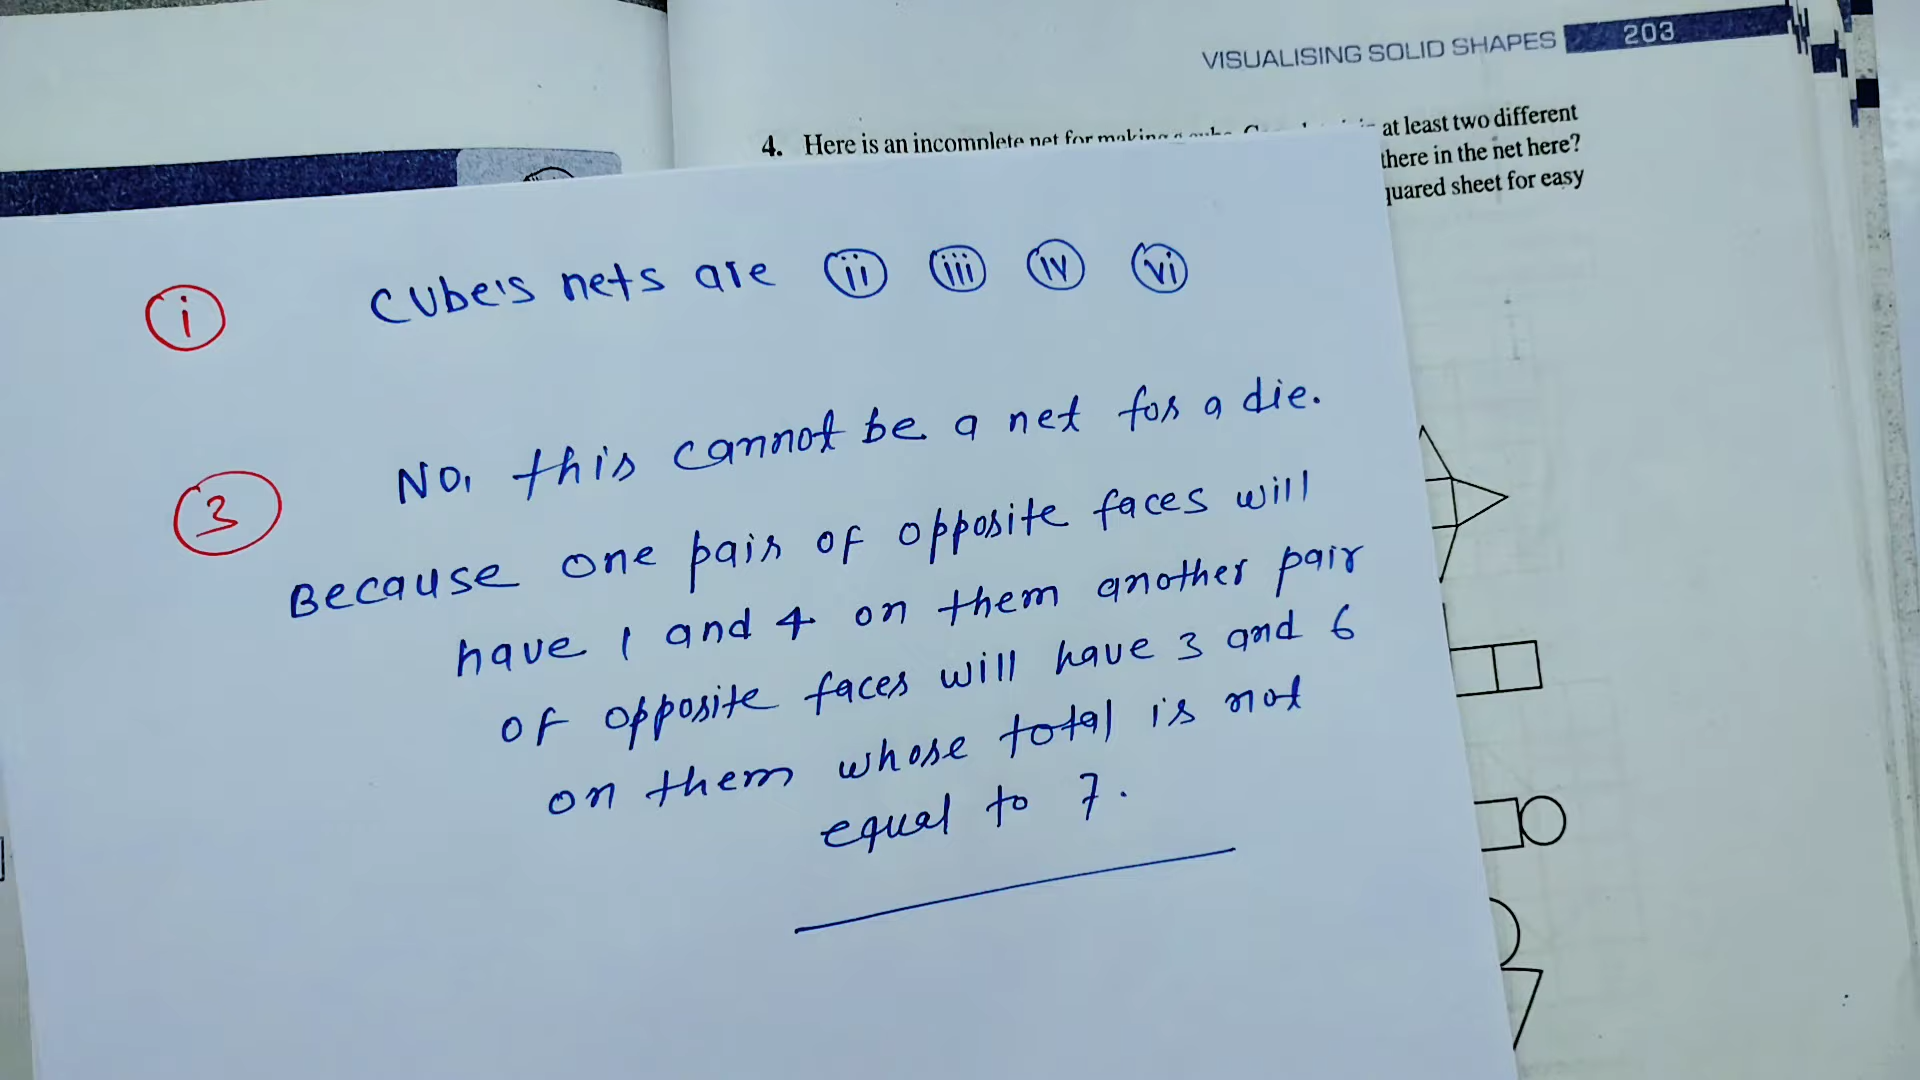 VISUALISING SOLID SHAPES 203
4. Here is an incomplete net for making a cube. at least two different
there in the net here?
quared sheet for easy
i cube's nets are ii iii iv vi
3 No, this cannot be a net for a die.
Because one pair of opposite faces will
have 1 and 4 on them another pair
of opposite faces will have 3 and 6
on them whose total is not
equal to 7.